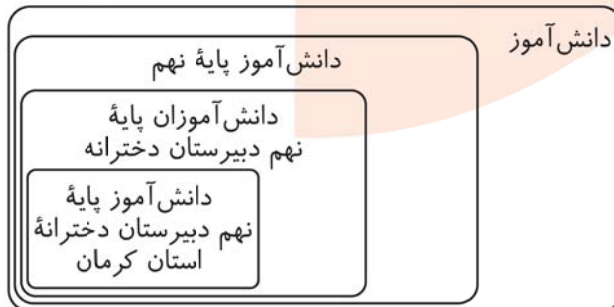 دانش‌آموز
دانش‌آموز پایهٔ نهم
دانش‌آموزان پایهٔ
نهم دبیرستان دخترانه
دانش‌آموز پایهٔ
نهم دبیرستان دخترانهٔ
استان کرمان